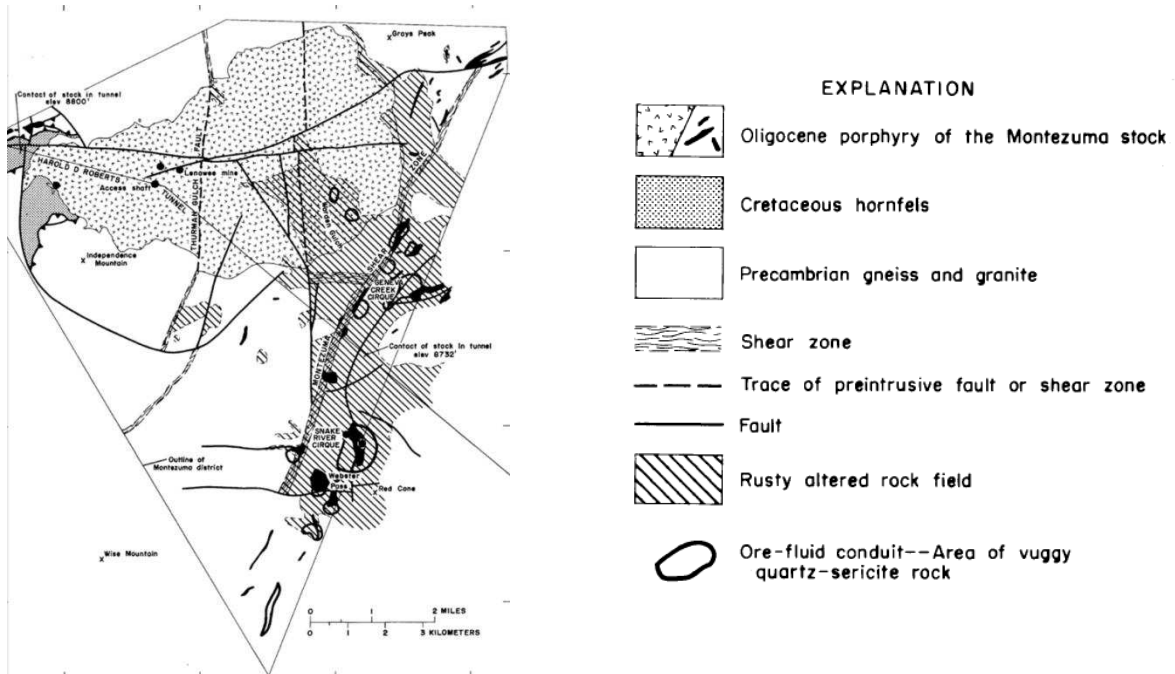 Grays Peak
Contact of stock in tunnel
elev 8800'
THURMAN GULCH FAULT
HAROLD D ROBERTS
TUNNEL
Access shaft
Lenawee mine
Independence
Mountain
MONTEZUMA SHEAR ZONE
GENEVA
CREEK
CIRQUE
Contact of stock in tunnel
elev 8732'
SNAKE
RIVER
CIRQUE
Outline of
Montezuma district
Webster
Pass
Red Cone
Wise Mountain
0 1 2 MILES
0 1 2 3 KILOMETERS
EXPLANATION
Oligocene porphyry of the Montezuma stock
Cretaceous hornfels
Precambrian gneiss and granite
Shear zone
Trace of preintrusive fault or shear zone
Fault
Rusty altered rock field
Ore-fluid conduit--Area of vuggy
quartz-sericite rock